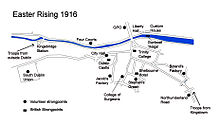 Easter Rising 1916
GPO
Liberty Hall
Custom House
Four Courts
Kingsbridge Station
Troops from outside Dublin
City Hall
Dublin Castle
Trinity College
South Dublin Union
Jacob's Factory
College of Surgeons
Shelbourne Hotel
Stephen's Green
Boland's Factory
Northumberland Road
Troops from Kingstown
Volunteer strongpoints
British Strongpoints